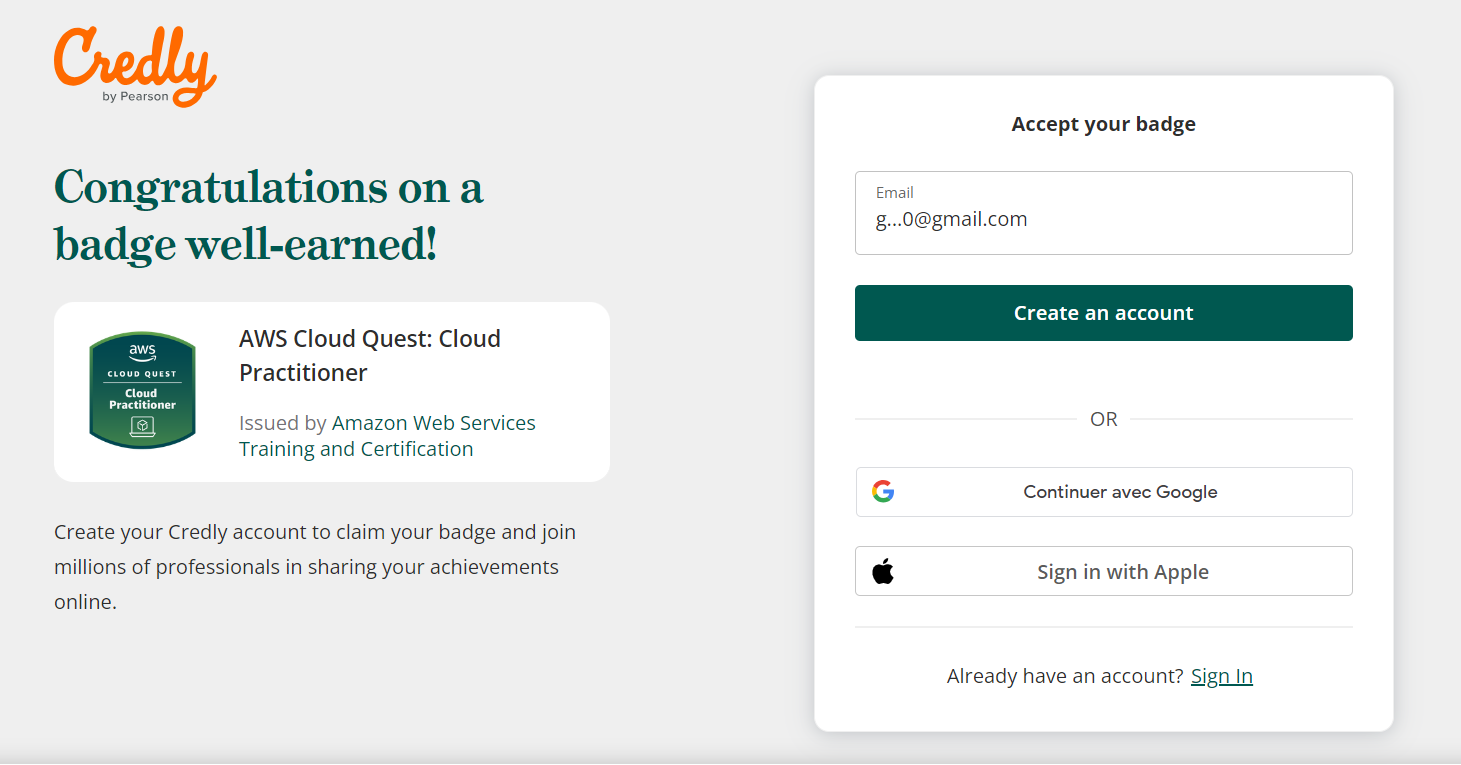 Credly
by Pearson
Congratulations on a
badge well-earned!
aws
CLOUD QUEST
Cloud
Practitioner
AWS Cloud Quest: Cloud
Practitioner
Issued by Amazon Web Services
Training and Certification
Create your Credly account to claim your badge and join
millions of professionals in sharing your achievements
online.
Accept your badge
Email
g...0@gmail.com
Create an account
OR
Continuer avec Google
Sign in with Apple
Already have an account? Sign In